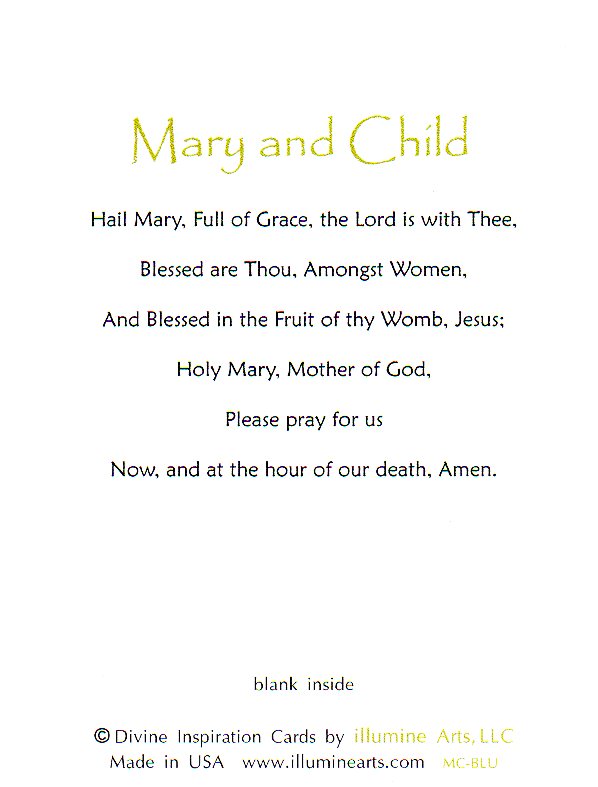 Mary and Child
Hail Mary, Full of Grace, the Lord is with Thee,
Blessed are Thou, Amongst Women,
And Blessed in the Fruit of thy Womb, Jesus;
Holy Mary, Mother of God,
Please pray for us
Now, and at the hour of our death, Amen.
blank inside
© Divine Inspiration Cards by illumine Arts, LLC
Made in USA www.illuminearts.com MC-BLU